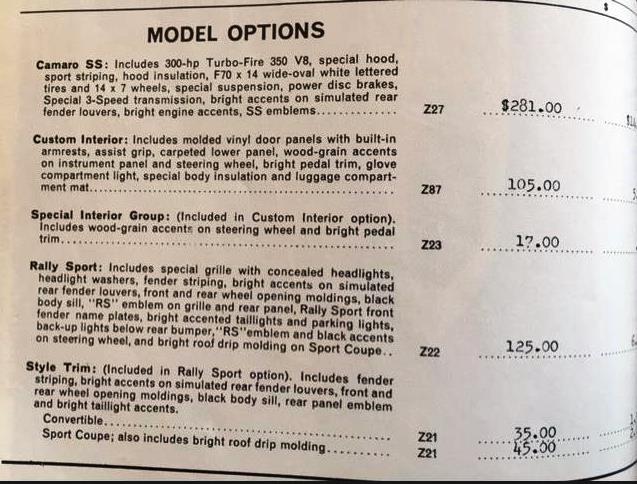 $
MODEL OPTIONS
Camaro SS: Includes 300-hp Turbo-Fire 350 V8, special hood,
sport striping, hood insulation, F70 x 14 wide-oval white lettered
tires and 14 x 7 wheels, special suspension, power disc brakes,
Special 3-Speed transmission, bright accents on simulated rear
fender louvers, bright engine accents, SS emblems.............. Z27 $281.00
Custom Interior: Includes molded vinyl door panels with built-in
armrests, assist grip, carpeted lower panel, wood-grain accents
on instrument panel and steering wheel, bright pedal trim, glove
compartment light, special body insulation and luggage compart-
ment mat.................................................... Z87 105.00
Special Interior Group: (Included in Custom Interior option).
Includes wood-grain accents on steering wheel and bright pedal
trim........................................................ Z23 17.00
Rally Sport: Includes special grille with concealed headlights,
headlight washers, fender striping, bright accents on simulated
rear fender louvers, front and rear wheel opening moldings, black
body sill, "RS" emblem on grille and rear panel, Rally Sport front
fender name plates, bright accented taillights and parking lights,
back-up lights below rear bumper,"RS"emblem and black accents
on steering wheel, and bright roof drip molding on Sport Coupe.. Z22 125.00
Style Trim: (Included in Rally Sport option). Includes fender
striping, bright accents on simulated rear fender louvers, front and
rear wheel opening moldings, black body sill, rear panel emblem
and bright taillight accents.
Convertible.................................................. Z21 35.00
Sport Coupe; also includes bright roof drip molding.......... Z21 45.00